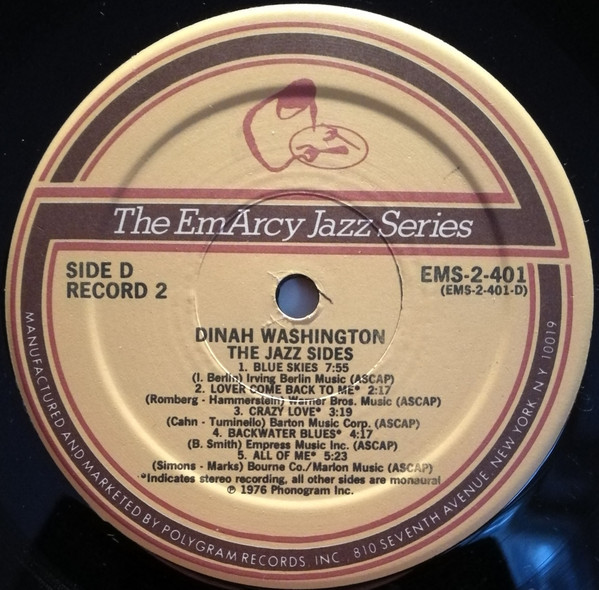 The EmArcy Jazz Series
SIDE D
RECORD 2
EMS-2-401
(EMS-2-401-D)
DINAH WASHINGTON
THE JAZZ SIDES
1. BLUE SKIES 7:55
(I. Berlin) Irving Berlin Music (ASCAP)
2. LOVER COME BACK TO ME* 2:17
(Romberg - Hammerstein) Warner Bros. Music (ASCAP)
3. CRAZY LOVE* 3:19
(Cahn - Tuminello) Barton Music Corp. (ASCAP)
4. BACKWATER BLUES* 4:17
(B. Smith) Empress Music Inc. (ASCAP)
5. ALL OF ME* 5:23
(Simons - Marks) Bourne Co./Marlon Music (ASCAP)
*Indicates stereo recording, all other sides are monaural
℗ 1976 Phonogram Inc.
MANUFACTURED AND MARKETED BY POLYGRAM RECORDS, INC., 810 SEVENTH AVENUE, NEW YORK, N.Y. 10019